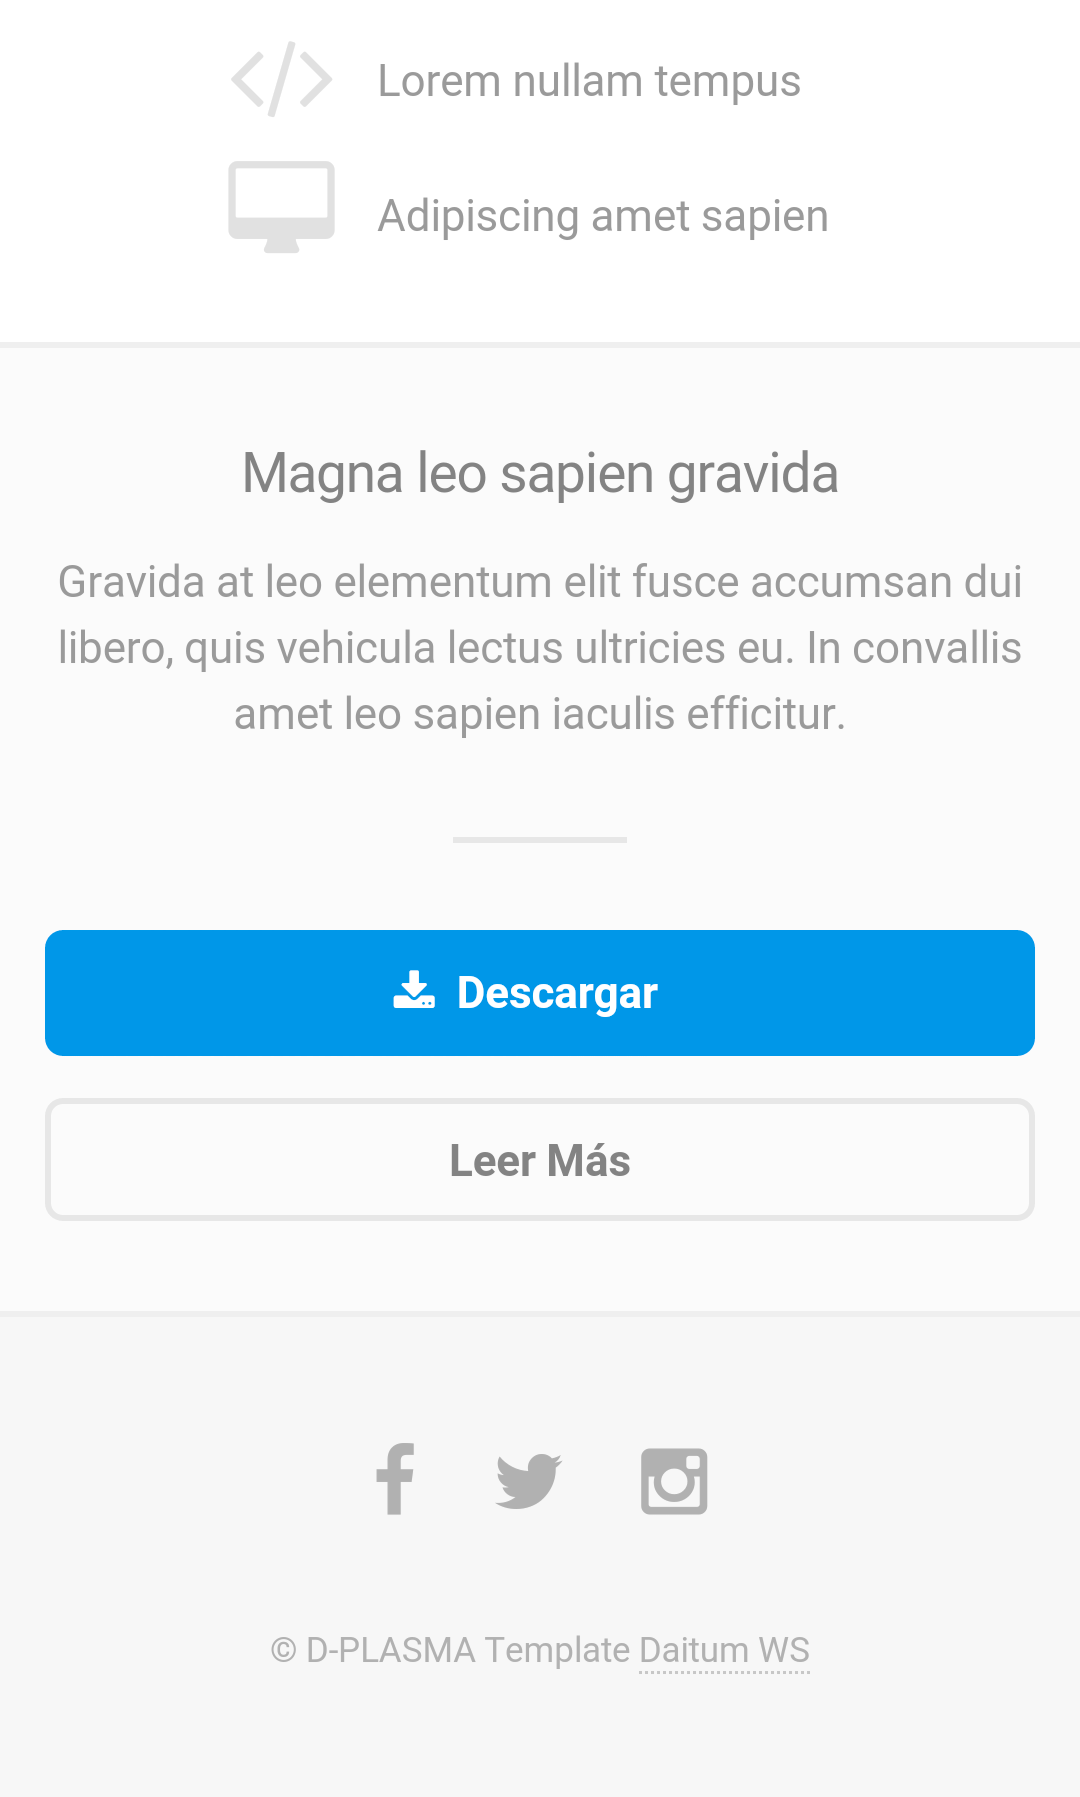 Lorem nullam tempus
Adipiscing amet sapien
Magna leo sapien gravida
Gravida at leo elementum elit fusce accumsan dui
libero, quis vehicula lectus ultricies eu. In convallis
amet leo sapien iaculis efficitur.
Descargar
Leer Más
© D-PLASMA Template Daitum WS